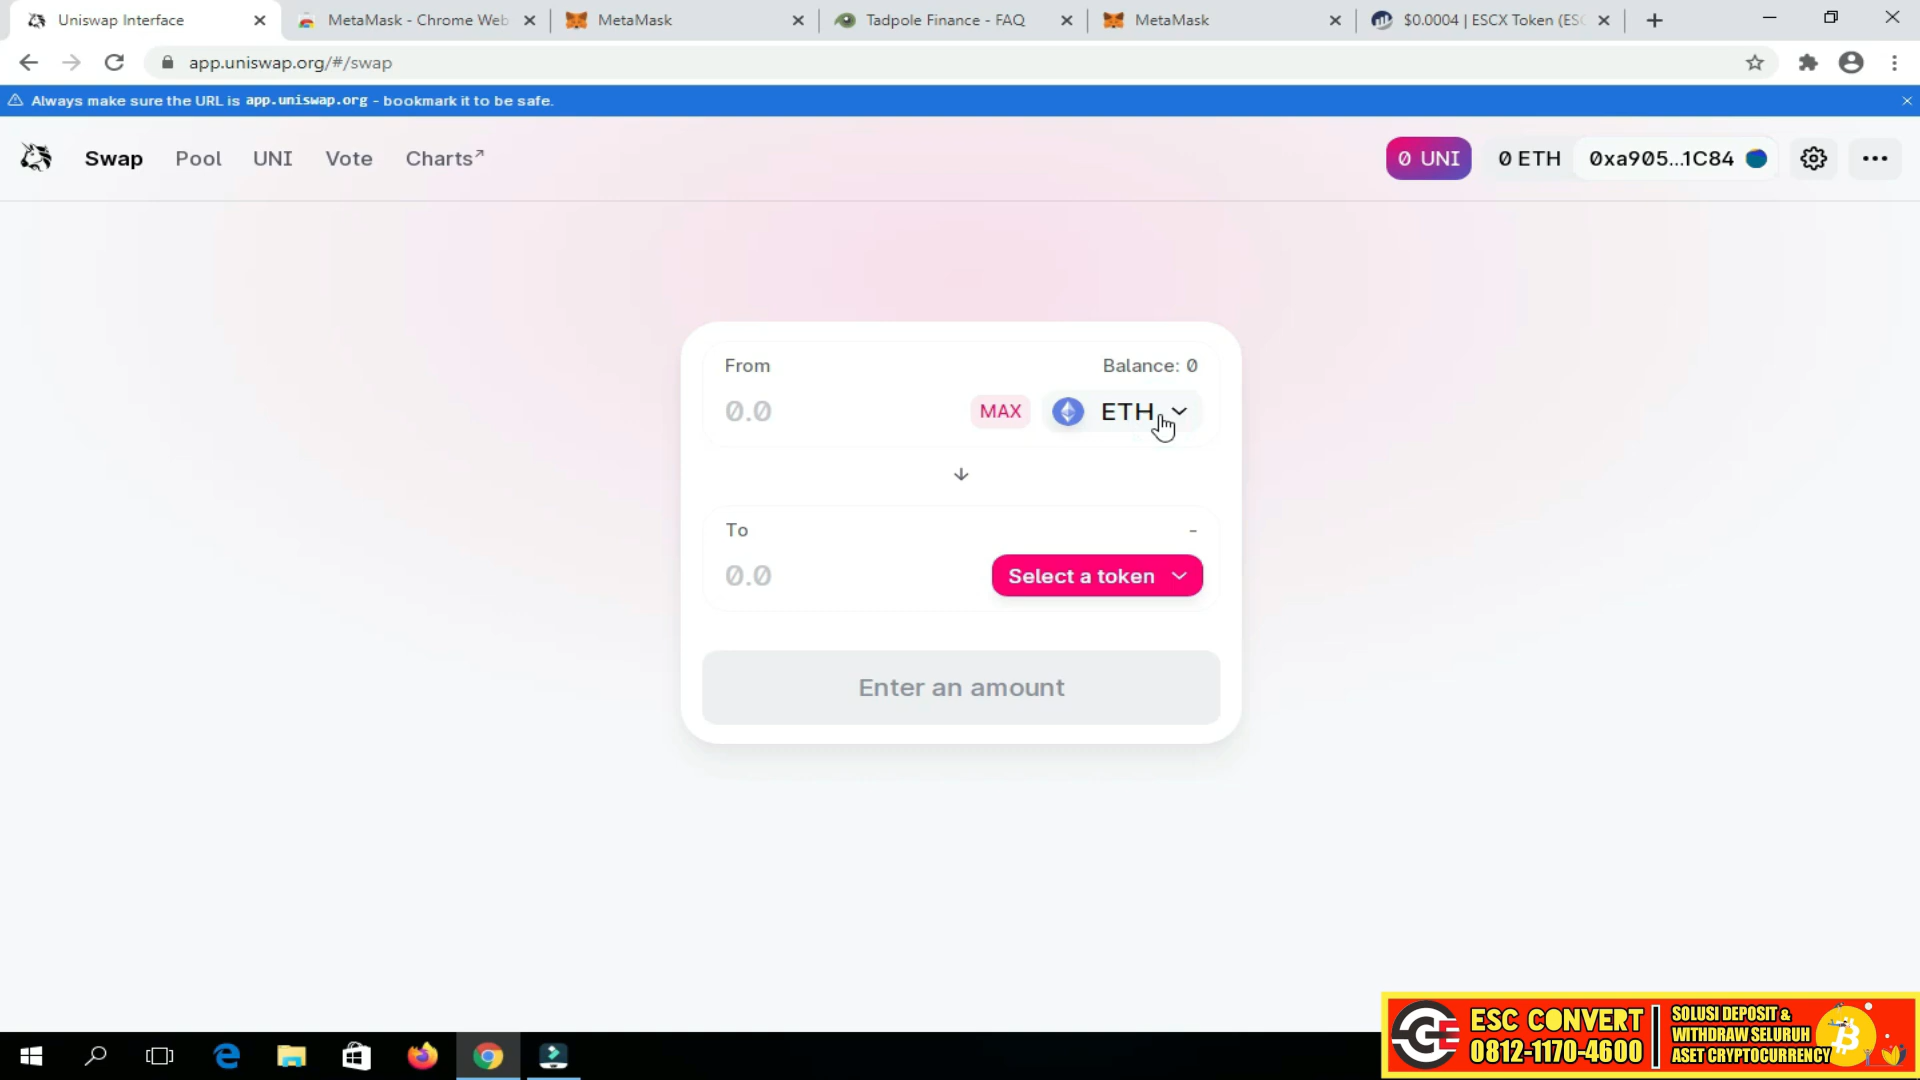 Uniswap Interface
MetaMask - Chrome Web
MetaMask
Tadpole Finance - FAQ
MetaMask
$0.0004 | ESCX Token (ESC
app.uniswap.org/#/swap
Always make sure the URL is app.uniswap.org - bookmark it to be safe.
Swap
Pool
UNI
Vote
Charts↗
0 UNI
0 ETH
0xa905...1C84
From
Balance: 0
0.0
MAX
ETH
To
-
0.0
Select a token
Enter an amount
ESC CONVERT
0812-1170-4600
SOLUSI DEPOSIT &
WITHDRAW SELURUH
ASET CRYPTOCURRENCY